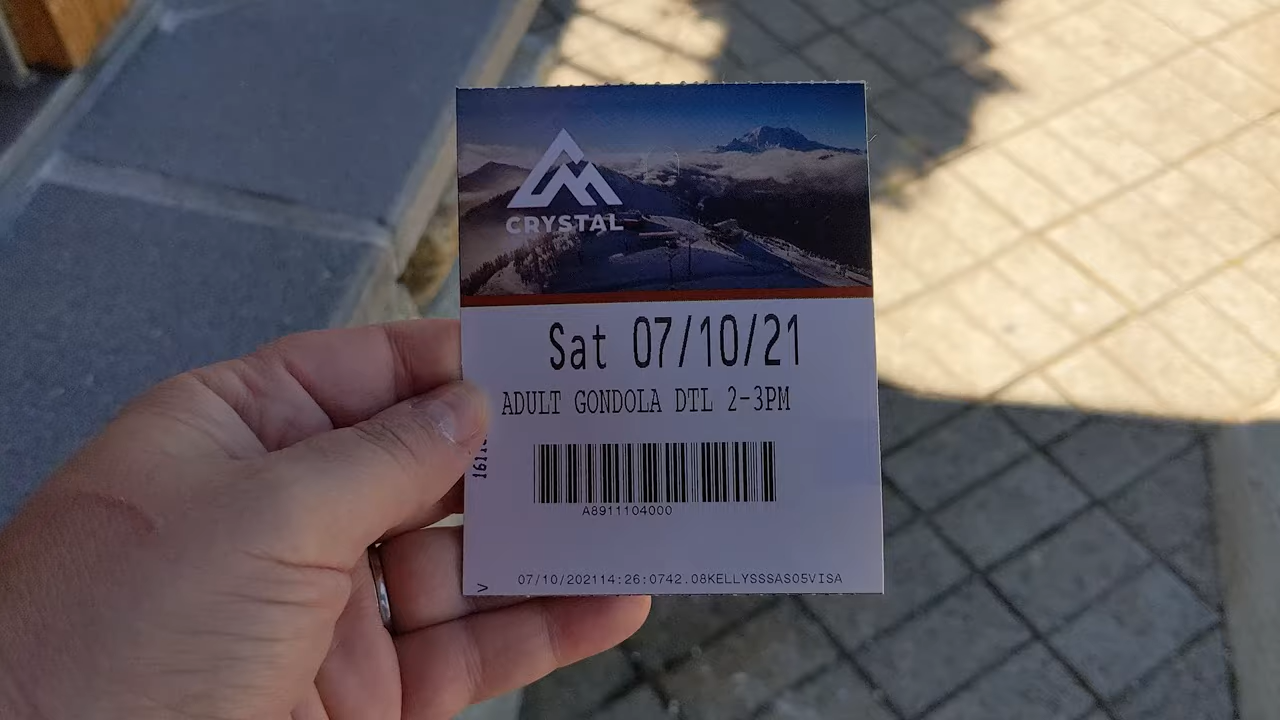 CRYSTAL
Sat 07/10/21
ADULT GONDOLA DTL 2-3PM
A8911104000
07/10/202114:26:0742.08KELLYSSSAS05VISA
V